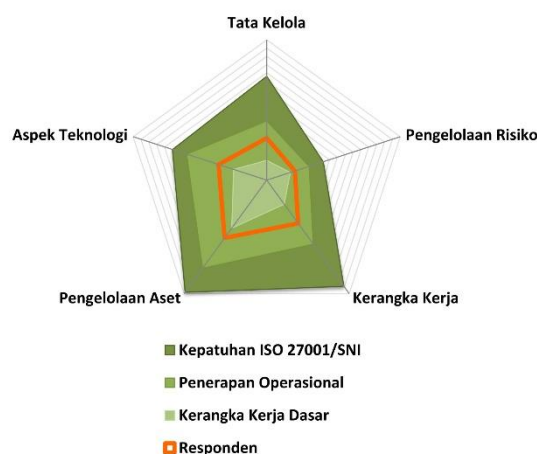 Tata Kelola
Aspek Teknologi
Pengelolaan Risiko
Pengelolaan Aset
Kerangka Kerja
Kepatuhan ISO 27001/SNI
Penerapan Operasional
Kerangka Kerja Dasar
Responden